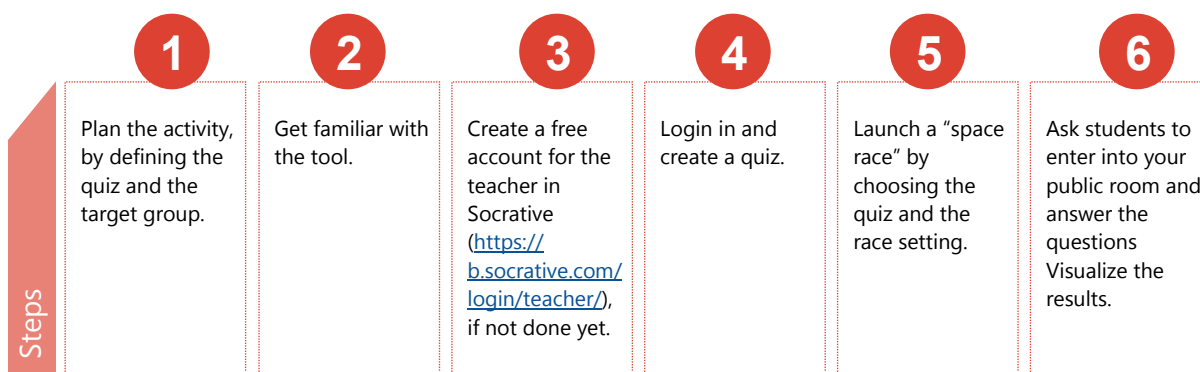 Steps
1
Plan the activity,
by defining the
quiz and the
target group.
2
Get familiar with
the tool.
3
Create a free
account for the
teacher in
Socrative
(https://
b.socrative.com/
login/teacher/),
if not done yet.
4
Login in and
create a quiz.
5
Launch a “space
race” by
choosing the
quiz and the
race setting.
6
Ask students to
enter into your
public room and
answer the
questions
Visualize the
results.